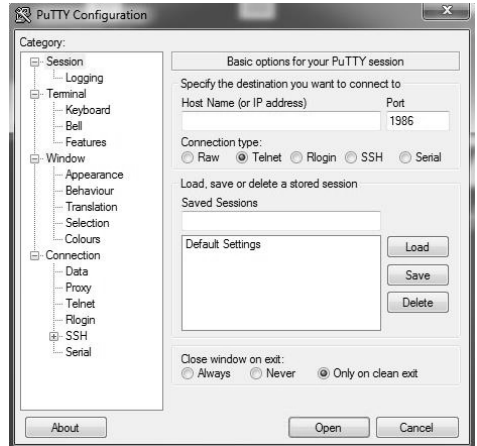 PuTTY Configuration
Category:
Session
Logging
Terminal
Keyboard
Bell
Features
Window
Appearance
Behaviour
Translation
Selection
Colours
Connection
Data
Proxy
Telnet
Rlogin
SSH
Serial
Basic options for your PuTTY session
Specify the destination you want to connect to
Host Name (or IP address) Port
1986
Connection type:
Raw Telnet Rlogin SSH Serial
Load, save or delete a stored session
Saved Sessions
Default Settings
Load
Save
Delete
Close window on exit:
Always Never Only on clean exit
About Open Cancel